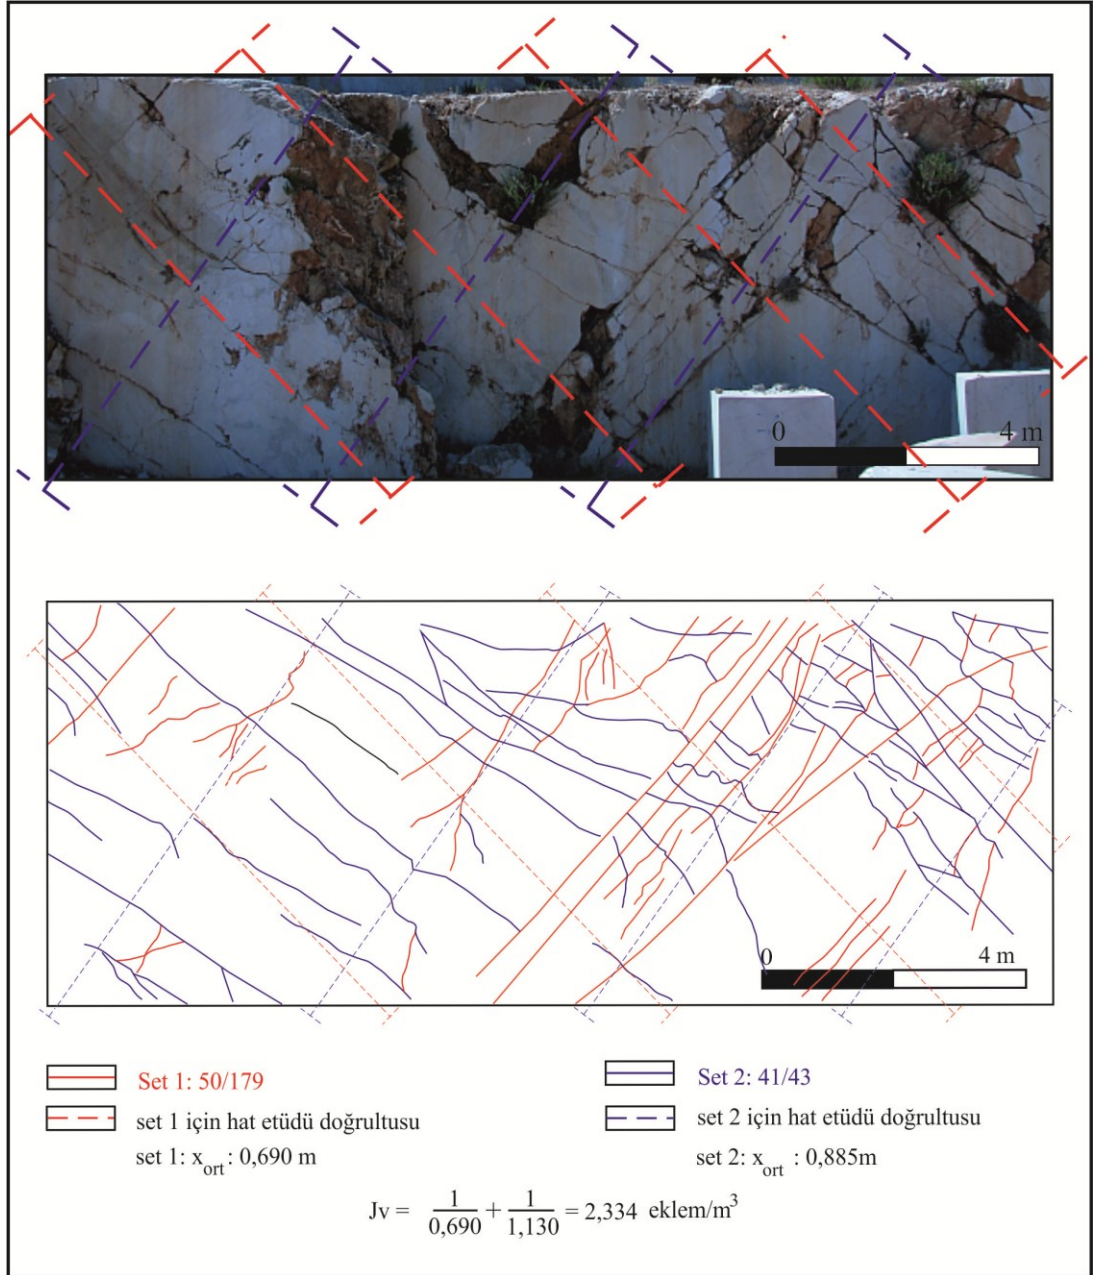 0 4 m
0 4 m
Set 1: 50/179
Set 2: 41/43
set 1 için hat etüdü doğrultusu
set 2 için hat etüdü doğrultusu
set 1: xort : 0,690 m
set 2: xort : 0,885m
Jv = 1/0,690 + 1/1,130 = 2,334 eklem/m³